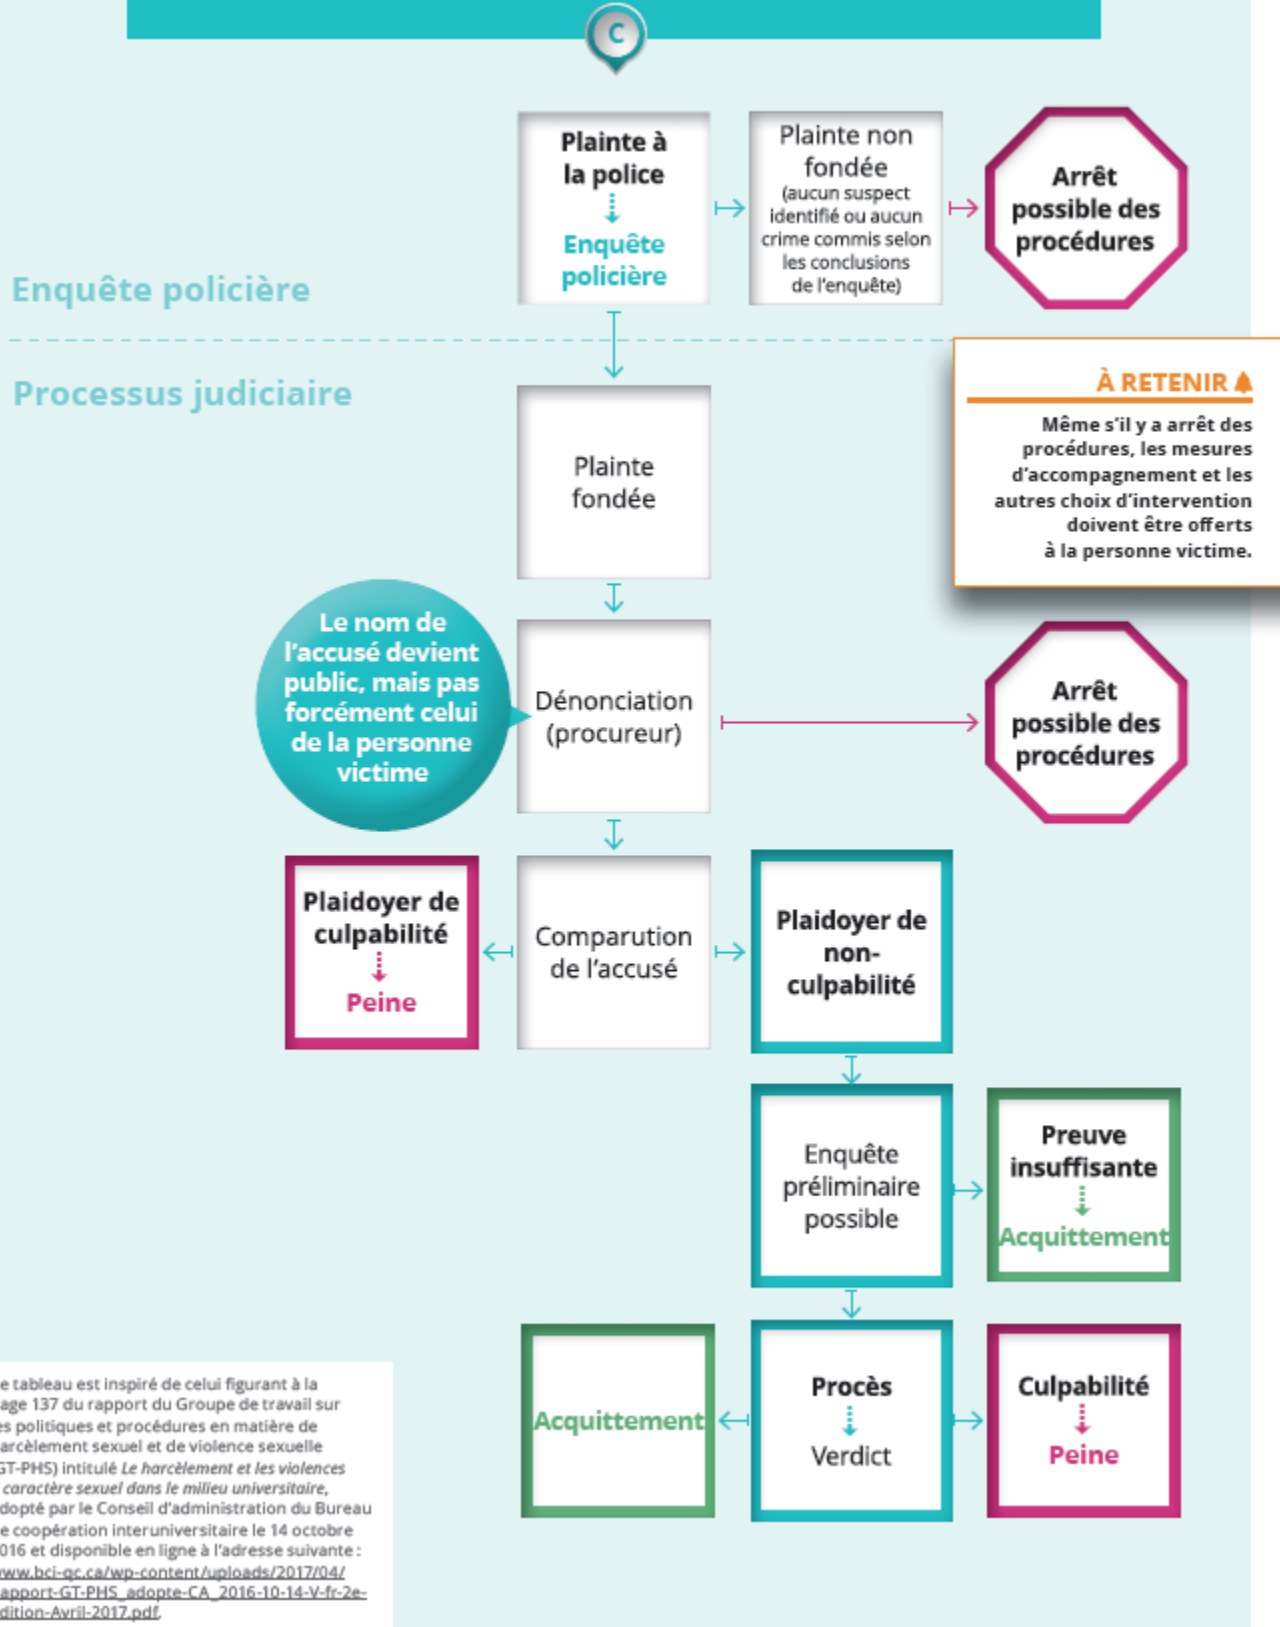 C
Plainte à
la police
Enquête
policière
Plainte non
fondée
(aucun suspect
identifié ou aucun
crime commis selon
les conclusions
de l'enquête)
Arrêt
possible des
procédures
Enquête policière
Processus judiciaire
À RETENIR
Même s'il y a arrêt des
procédures, les mesures
d'accompagnement et les
autres choix d'intervention
doivent être offerts
à la personne victime.
Plainte
fondée
Le nom de
l'accusé devient
public, mais pas
forcément celui
de la personne
victime
Dénonciation
(procureur)
Arrêt
possible des
procédures
Plaidoyer de
culpabilité
Peine
Comparution
de l'accusé
Plaidoyer de
non-
culpabilité
Enquête
préliminaire
possible
Preuve
insuffisante
Acquittement
Acquittement
Procès
Verdict
Culpabilité
Peine
e tableau est inspiré de celui figurant à la
age 137 du rapport du Groupe de travail sur
es politiques et procédures en matière de
arcèlement sexuel et de violence sexuelle
GT-PHS) intitulé Le harcèlement et les violences
caractère sexuel dans le milieu universitaire,
dopté par le Conseil d'administration du Bureau
e coopération interuniversitaire le 14 octobre
016 et disponible en ligne à l'adresse suivante :
www.bci-qc.ca/wp-content/uploads/2017/04/
apport-GT-PHS_adopte-CA_2016-10-14-V-fr-2e-
dition-Avril-2017.pdf.